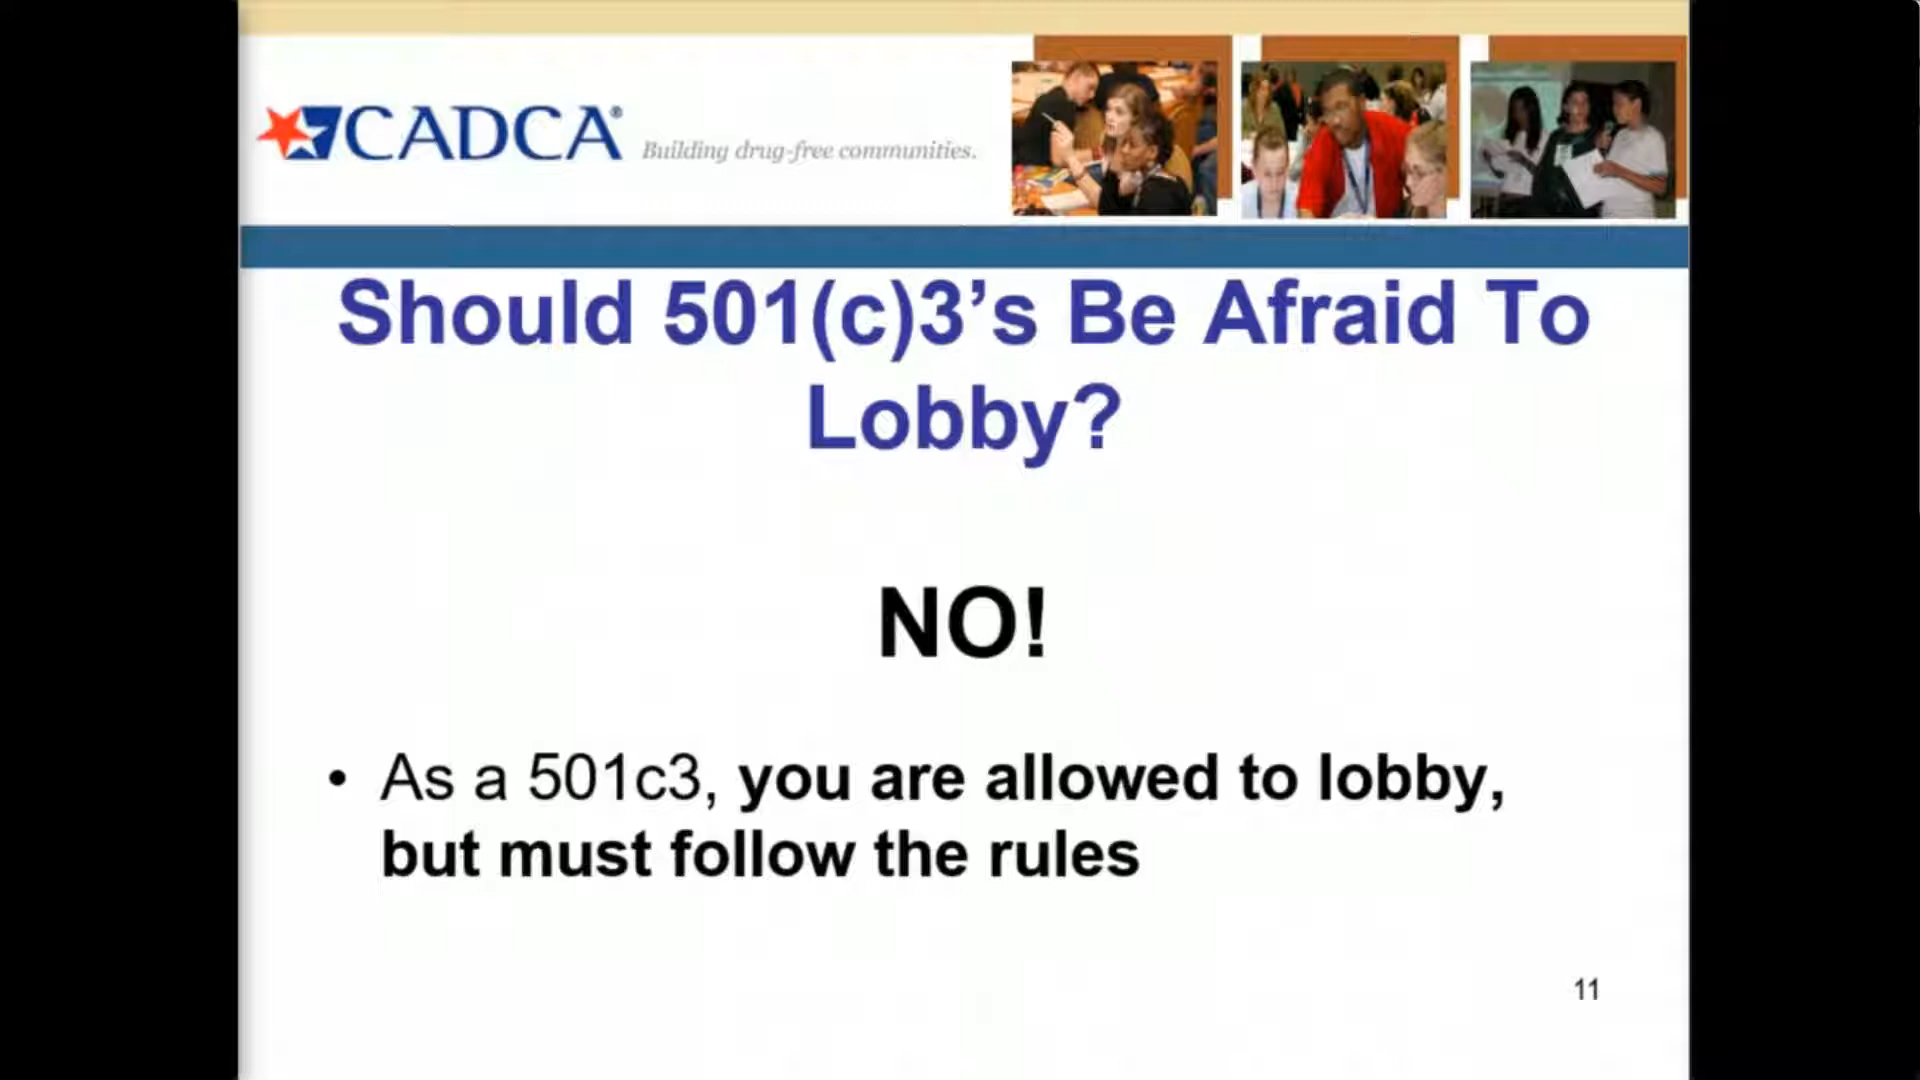 CADCA® Building drug-free communities.
Should 501(c)3’s Be Afraid To
Lobby?
NO!
• As a 501c3, you are allowed to lobby,
but must follow the rules
11